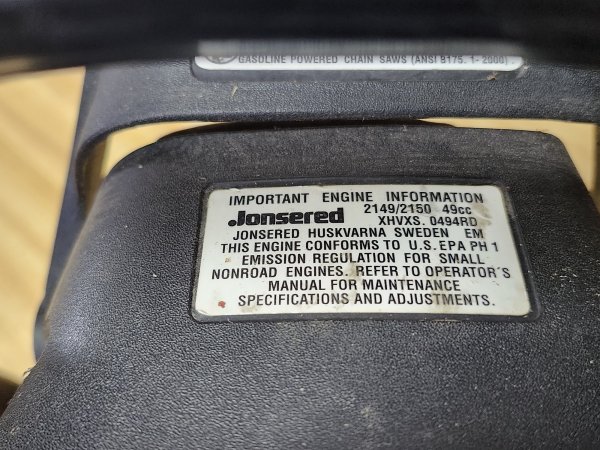 GASOLINE POWERED CHAIN SAWS (ANSI B175. 1- 2000)
IMPORTANT ENGINE INFORMATION
Jonsered 2149/2150 49cc
XHVXS. 0494RD
JONSERED HUSKVARNA SWEDEN EM
THIS ENGINE CONFORMS TO U.S. EPA PH 1
EMISSION REGULATION FOR SMALL
NONROAD ENGINES. REFER TO OPERATOR'S
MANUAL FOR MAINTENANCE
SPECIFICATIONS AND ADJUSTMENTS.